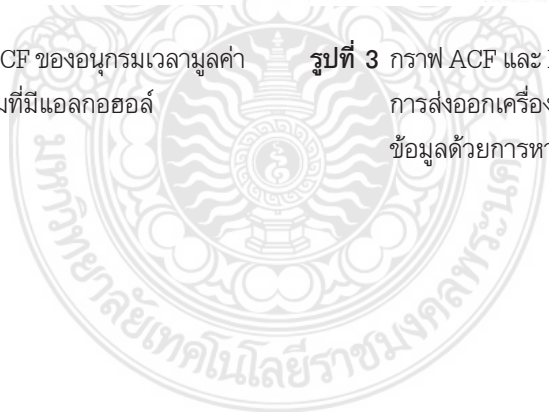 CF ของอนุกรมเวลามูลค่า
มที่มีแอลกอฮอล์
รูปที่ 3 กราฟ ACF และ
การส่งออกเครื่อง
ข้อมูลด้วยการหา
มหาวิทยาลัยเทคโนโลยีราชมงคลพระนคร